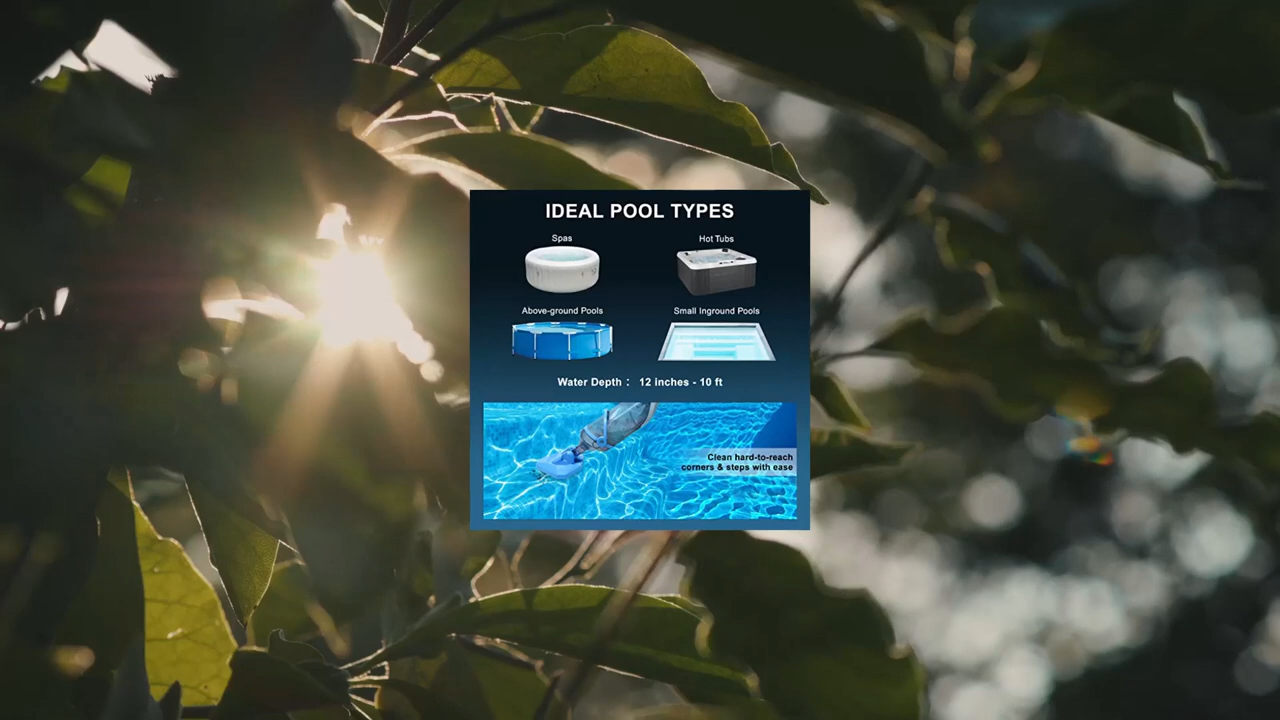 IDEAL POOL TYPES
Spas
Hot Tubs
Above-ground Pools
Small Inground Pools
Water Depth : 12 inches - 10 ft
Clean hard-to-reach
corners & steps with ease